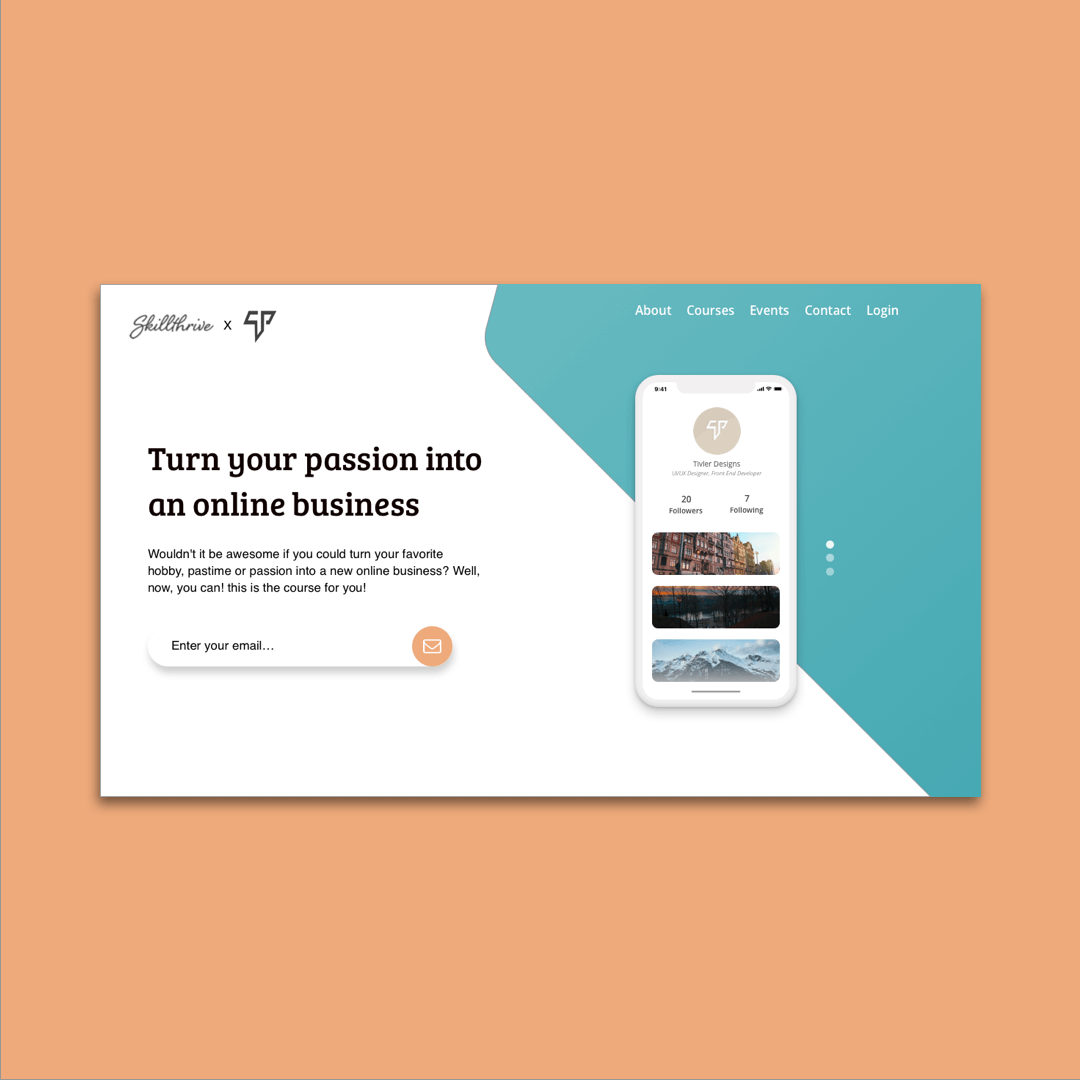 Skillthrive X
About Courses Events Contact Login
Turn your passion into
an online business
Wouldn't it be awesome if you could turn your favorite
hobby, pastime or passion into a new online business? Well,
now, you can! this is the course for you!
Enter your email...
9:41
Tivler Designs
UI/UX Designer, Front End Developer
20 7
Followers Following